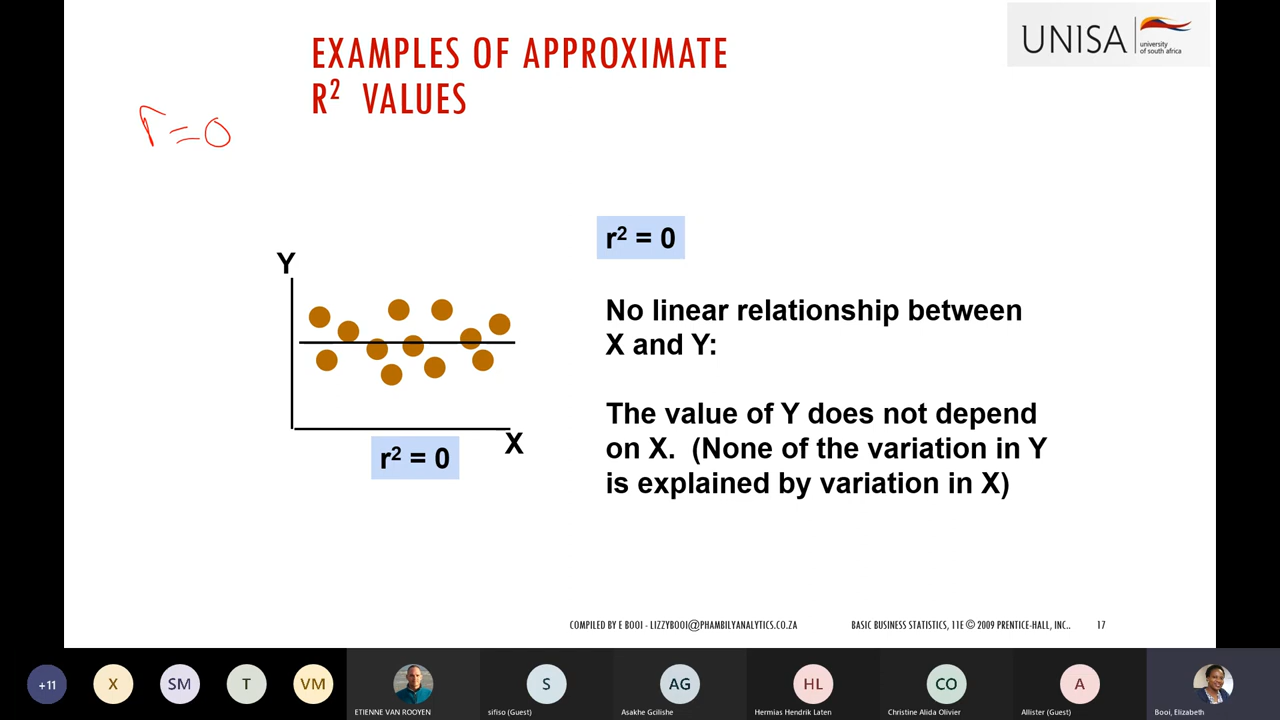 EXAMPLES OF APPROXIMATE
R² VALUES
UNISA
university
of south africa
r=0
r² = 0
Y
No linear relationship between
X and Y:
The value of Y does not depend
on X. (None of the variation in Y
is explained by variation in X)
X
r² = 0
COMPILED BY E BOOI - LIZZYBOOI@PHAMBILYANALYTICS.CO.ZA
BASIC BUSINESS STATISTICS, 11E © 2009 PRENTICE-HALL, INC..
17
+11
X
SM
T
VM
S
AG
HL
CO
A
ETIENNE VAN ROOYEN
sifiso (Guest)
Asakhe Gcilishe
Hermias Hendrik Laten
Christine Alida Olivier
Allister (Guest)
Booi, Elizabeth